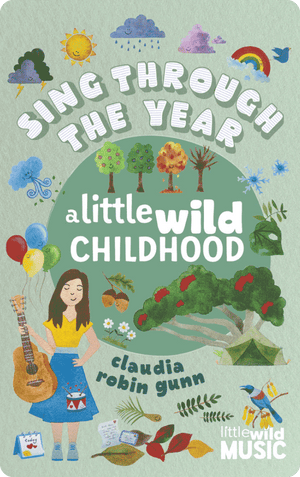 SING THROUGH
THE YEAR
a little wild
CHILDHOOD
claudia
robin gunn
little wild
MUSIC